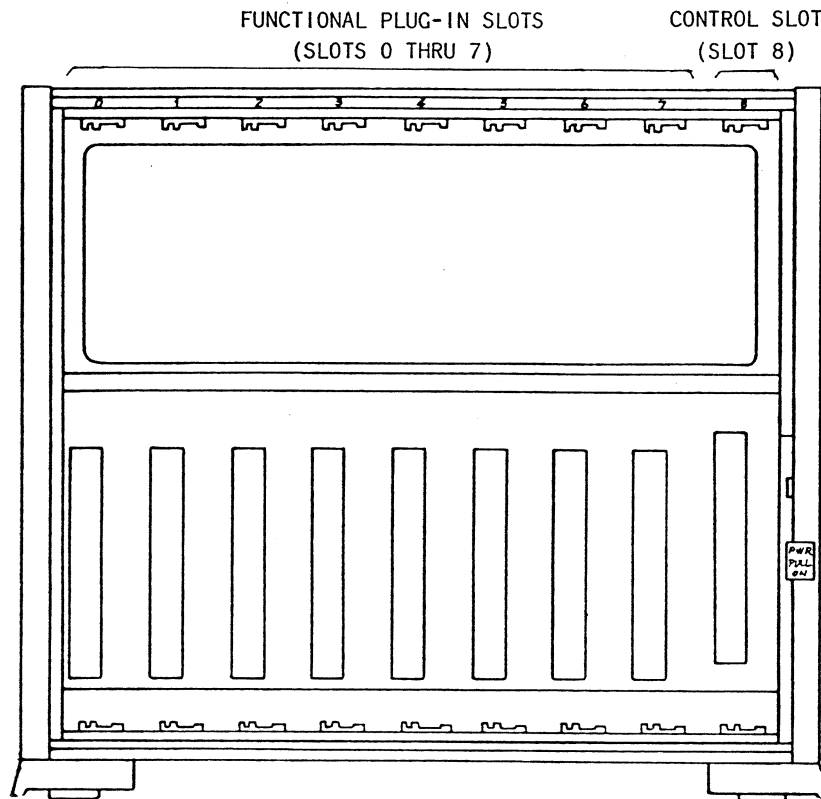 FUNCTIONAL PLUG-IN SLOTS
(SLOTS 0 THRU 7)
CONTROL SLOT
(SLOT 8)
0 1 2 3 4 5 6 7 8
PWR
PULL
ON